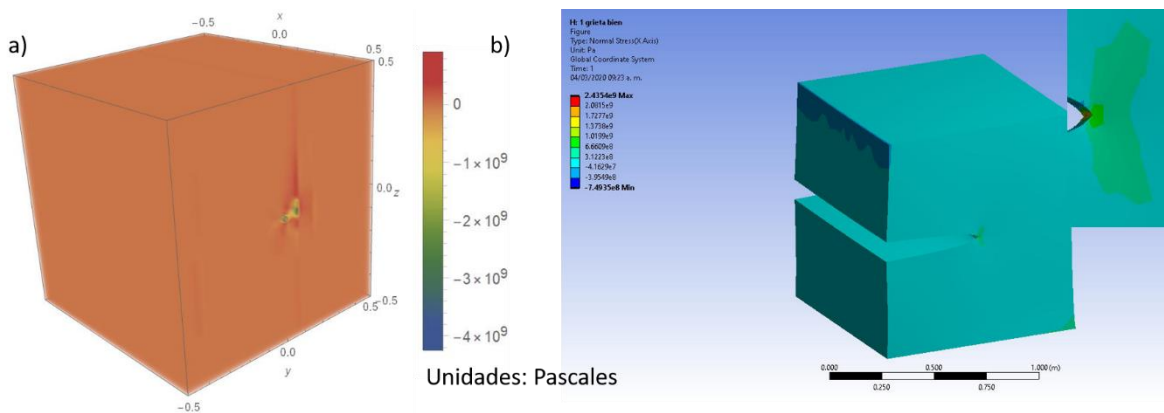 a)
x
-0.5
0.0
0.5
0.5
0.0
z
-0.5
0.5
0.0
y
-0.5
0
-1×10⁹
-2×10⁹
-3×10⁹
-4×10⁹
Unidades: Pascales
b)
H: 1 grieta bien
Figure
Type: Normal Stress(X Axis)
Unit: Pa
Global Coordinate System
Time: 1
04/03/2020 09:23 a. m.
2.4354e9 Max
2.0815e9
1.7277e9
1.3738e9
1.0199e9
6.6609e8
3.1223e8
-4.1629e7
-3.9549e8
-7.4935e8 Min
0.000
0.500
1.000 (m)
0.250
0.750